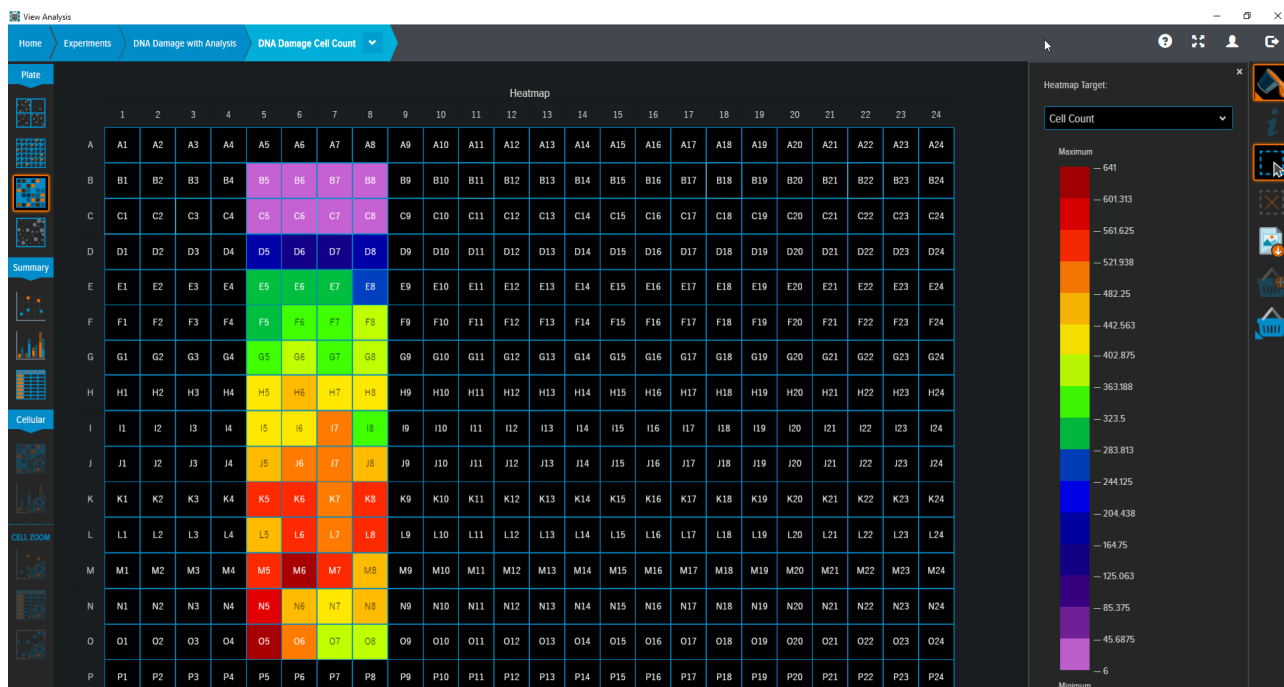 View Analysis
Home Experiments DNA Damage with Analysis DNA Damage Cell Count
Plate
Summary
Cellular
CELL ZOOM
Heatmap
1 2 3 4 5 6 7 8 9 10 11 12 13 14 15 16 17 18 19 20 21 22 23 24
A A1 A2 A3 A4 A5 A6 A7 A8 A9 A10 A11 A12 A13 A14 A15 A16 A17 A18 A19 A20 A21 A22 A23 A24
B B1 B2 B3 B4 B5 B6 B7 B8 B9 B10 B11 B12 B13 B14 B15 B16 B17 B18 B19 B20 B21 B22 B23 B24
C C1 C2 C3 C4 C5 C6 C7 C8 C9 C10 C11 C12 C13 C14 C15 C16 C17 C18 C19 C20 C21 C22 C23 C24
D D1 D2 D3 D4 D5 D6 D7 D8 D9 D10 D11 D12 D13 D14 D15 D16 D17 D18 D19 D20 D21 D22 D23 D24
E E1 E2 E3 E4 E5 E6 E7 E8 E9 E10 E11 E12 E13 E14 E15 E16 E17 E18 E19 E20 E21 E22 E23 E24
F F1 F2 F3 F4 F5 F6 F7 F8 F9 F10 F11 F12 F13 F14 F15 F16 F17 F18 F19 F20 F21 F22 F23 F24
G G1 G2 G3 G4 G5 G6 G7 G8 G9 G10 G11 G12 G13 G14 G15 G16 G17 G18 G19 G20 G21 G22 G23 G24
H H1 H2 H3 H4 H5 H6 H7 H8 H9 H10 H11 H12 H13 H14 H15 H16 H17 H18 H19 H20 H21 H22 H23 H24
I I1 I2 I3 I4 I5 I6 I7 I8 I9 I10 I11 I12 I13 I14 I15 I16 I17 I18 I19 I20 I21 I22 I23 I24
J J1 J2 J3 J4 J5 J6 J7 J8 J9 J10 J11 J12 J13 J14 J15 J16 J17 J18 J19 J20 J21 J22 J23 J24
K K1 K2 K3 K4 K5 K6 K7 K8 K9 K10 K11 K12 K13 K14 K15 K16 K17 K18 K19 K20 K21 K22 K23 K24
L L1 L2 L3 L4 L5 L6 L7 L8 L9 L10 L11 L12 L13 L14 L15 L16 L17 L18 L19 L20 L21 L22 L23 L24
M M1 M2 M3 M4 M5 M6 M7 M8 M9 M10 M11 M12 M13 M14 M15 M16 M17 M18 M19 M20 M21 M22 M23 M24
N N1 N2 N3 N4 N5 N6 N7 N8 N9 N10 N11 N12 N13 N14 N15 N16 N17 N18 N19 N20 N21 N22 N23 N24
O O1 O2 O3 O4 O5 O6 O7 O8 O9 O10 O11 O12 O13 O14 O15 O16 O17 O18 O19 O20 O21 O22 O23 O24
P P1 P2 P3 P4 P5 P6 P7 P8 P9 P10 P11 P12 P13 P14 P15 P16 P17 P18 P19 P20 P21 P22 P23 P24
Heatmap Target:
Cell Count
Maximum
641
601.313
561.625
521.938
482.25
442.563
402.875
363.188
323.5
283.813
244.125
204.438
164.75
125.063
85.375
45.6875
6
Minimum